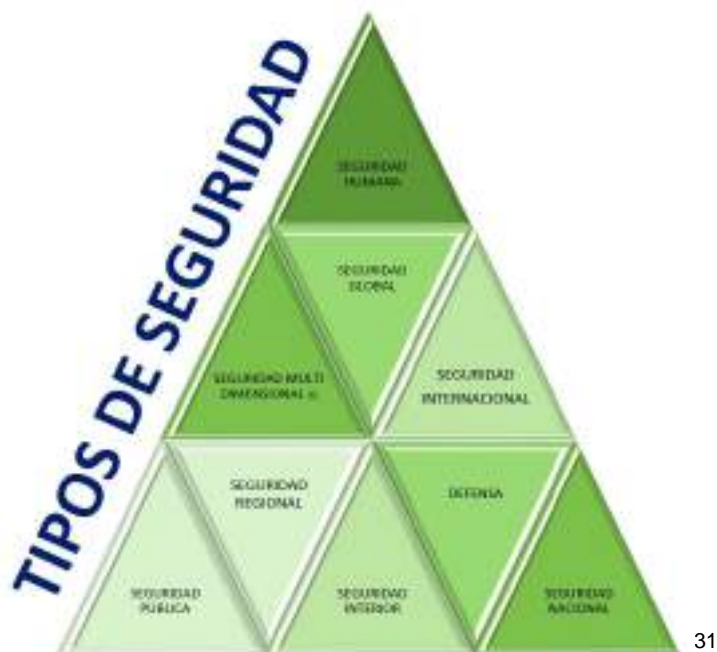 TIPOS DE SEGURIDAD
SEGURIDAD
HUMANA
SEGURIDAD
GLOBAL
SEGURIDAD MULTI
DIMENSIONAL
SEGURIDAD
INTERNACIONAL
SEGURIDAD
REGIONAL
DEFENSA
SEGURIDAD
PUBLICA
SEGURIDAD
INTERIOR
SEGURIDAD
NACIONAL
31